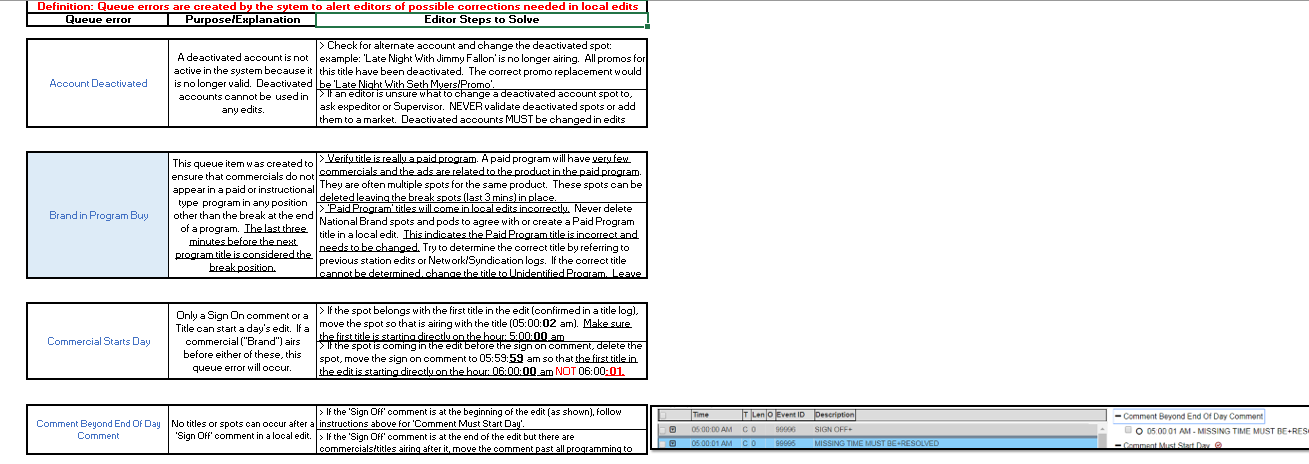 Definition: Queue errors are created by the sytem to alert editors of possible corrections needed in local edits
Queue error
Purpose/Explanation
Editor Steps to Solve
Account Deactivated
A deactivated account is not
active in the system because it
is no longer valid. Deactivated
accounts cannot be used in
any edits.
> Check for alternate account and change the deactivated spot:
example: 'Late Night With Jimmy Fallon' is no longer airing. All promos for
this title have been deactivated. The correct promo replacement would
be 'Late Night With Seth Myers/Promo'.
> If an editor is unsure what to change a deactivated account spot to,
ask expeditor or Supervisor. NEVER validate deactivated spots or add
them to a market. Deactivated accounts MUST be changed in edits
Brand in Program Buy
This queue item was created to
ensure that commercials do not
appear in a paid or instructional
type program in any position
other than the break at the end
of a program. The last three
minutes before the next
program title is considered the
break position.
> Verify title is really a paid program. A paid program will have very few
commercials and the ads are related to the product in the paid program.
They are often multiple spots for the same product. These spots can be
deleted leaving the break spots (last 3 mins) in place.
> 'Paid Program' titles will come in local edits incorrectly. Never delete
National Brand spots and pods to agree with or create a Paid Program
title in a local edit. This indicates the Paid Program title is incorrect and
needs to be changed. Try to determine the correct title by referring to
previous station edits or Network/Syndication logs. If the correct title
cannot be determined, change the title to Unidentified Program. Leave
Commercial Starts Day
Only a Sign On comment or a
Title can start a day's edit. If a
commercial ("Brand") airs
before either of these, this
queue error will occur.
> If the spot belongs with the first title in the edit (confirmed in a title log),
move the spot so that is airing with the title (05:00:02 am). Make sure
the first title is starting directly on the hour: 5:00:00 am
> If the spot is coming in the edit before the sign on comment, delete the
spot, move the sign on comment to 05:59:59 am so that the first title in
the edit is starting directly on the hour: 06:00:00 am NOT 06:00:01.
Comment Beyond End Of Day
Comment
No titles or spots can occur after a
'Sign Off' comment in a local edit.
> If the 'Sign Off' comment is at the beginning of the edit (as shown), follow
instructions above for 'Comment Must Start Day'.
> If the 'Sign Off' comment is at the end of the edit but there are
commercials/titles airing after it, move the comment past all programming to
Time T Len O Event ID Description
05:00:00 AM C 0 99996 SIGN OFF+
05:00:01 AM C 0 99995 MISSING TIME MUST BE+RESOLVED
Comment Beyond End Of Day Comment
05:00:01 AM - MISSING TIME MUST BE+RES
Comment Must Start Day